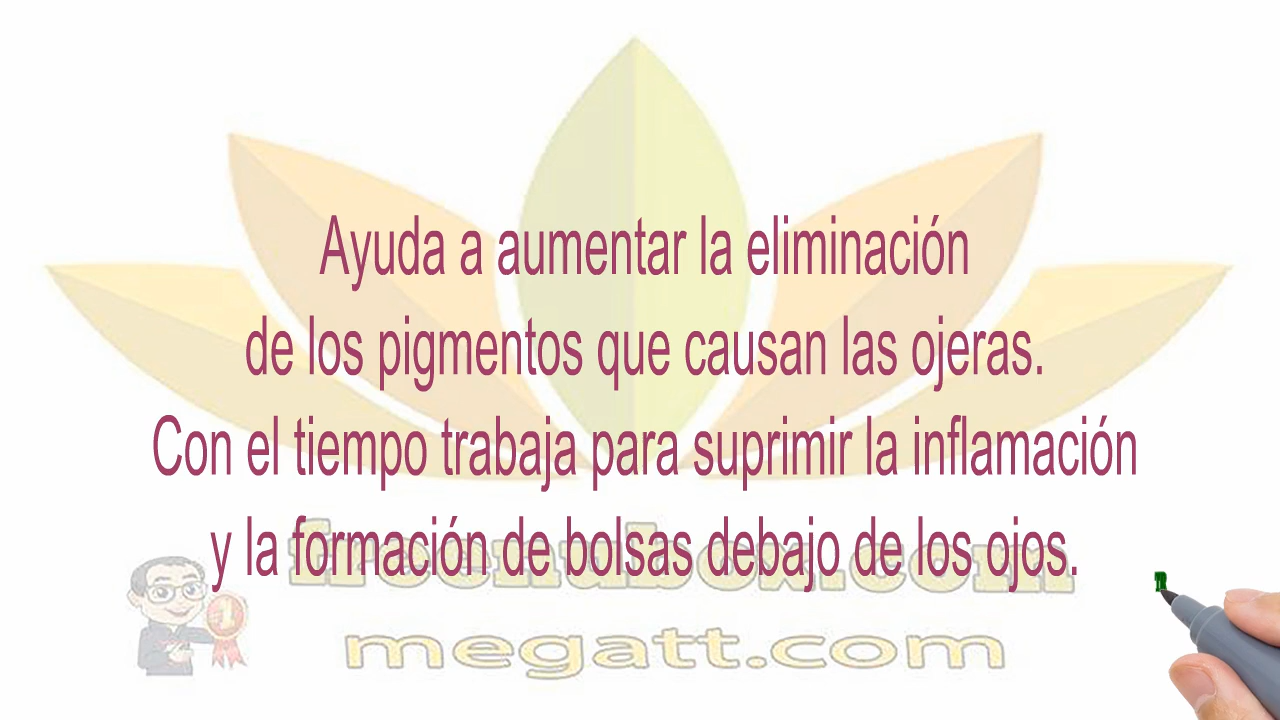 Ayuda a aumentar la eliminación
de los pigmentos que causan las ojeras.
Con el tiempo trabaja para suprimir la inflamación
y la formación de bolsas debajo de los ojos.
megatt.com
1